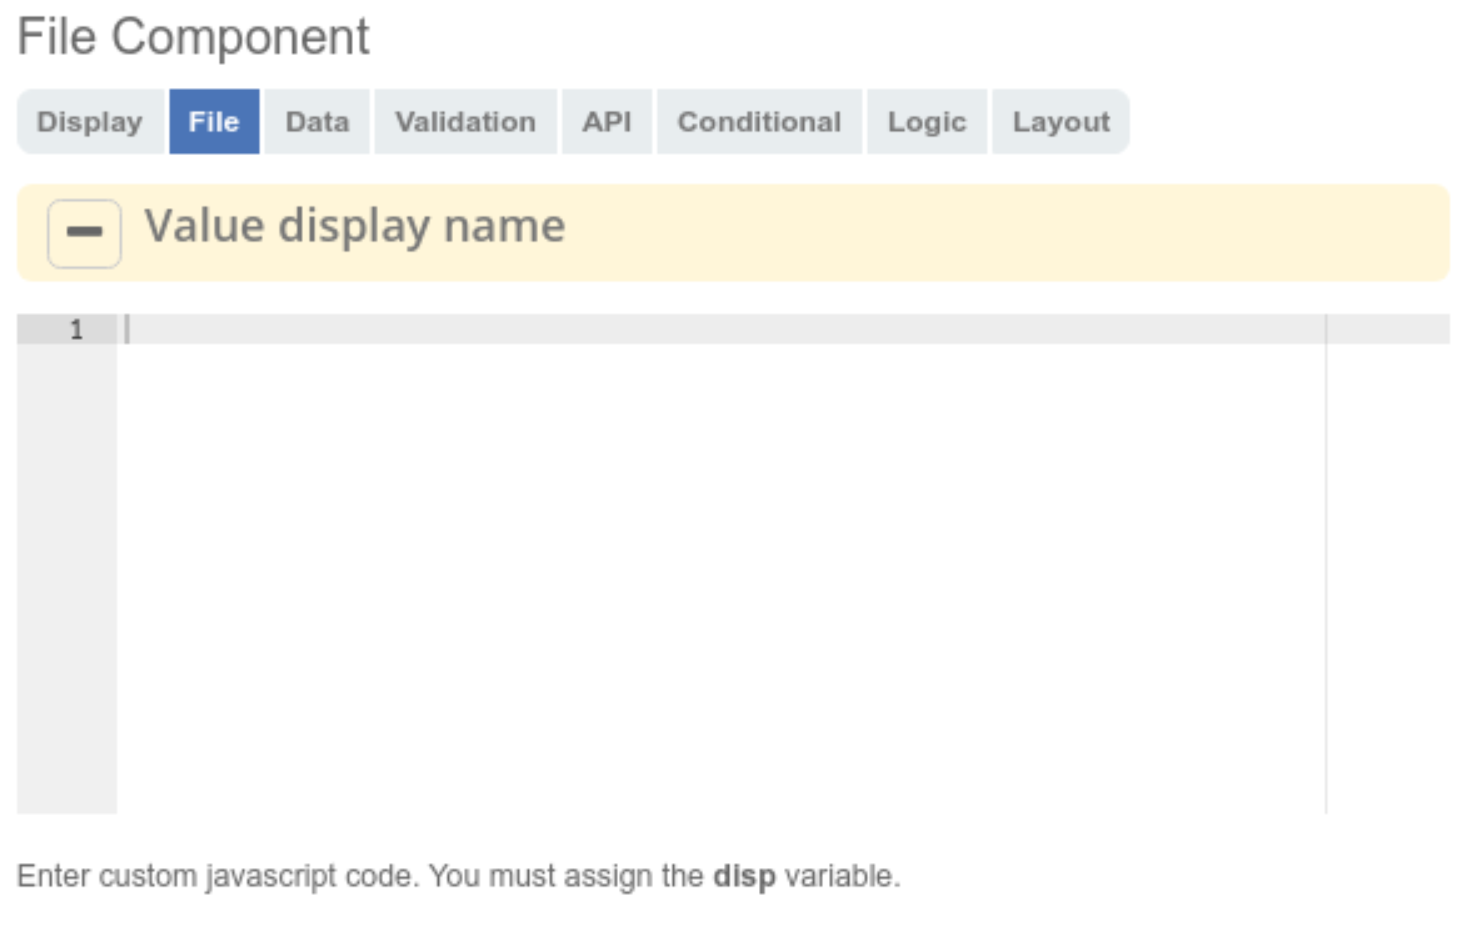 File Component
Display File Data Validation API Conditional Logic Layout
Value display name
1
Enter custom javascript code. You must assign the disp variable.